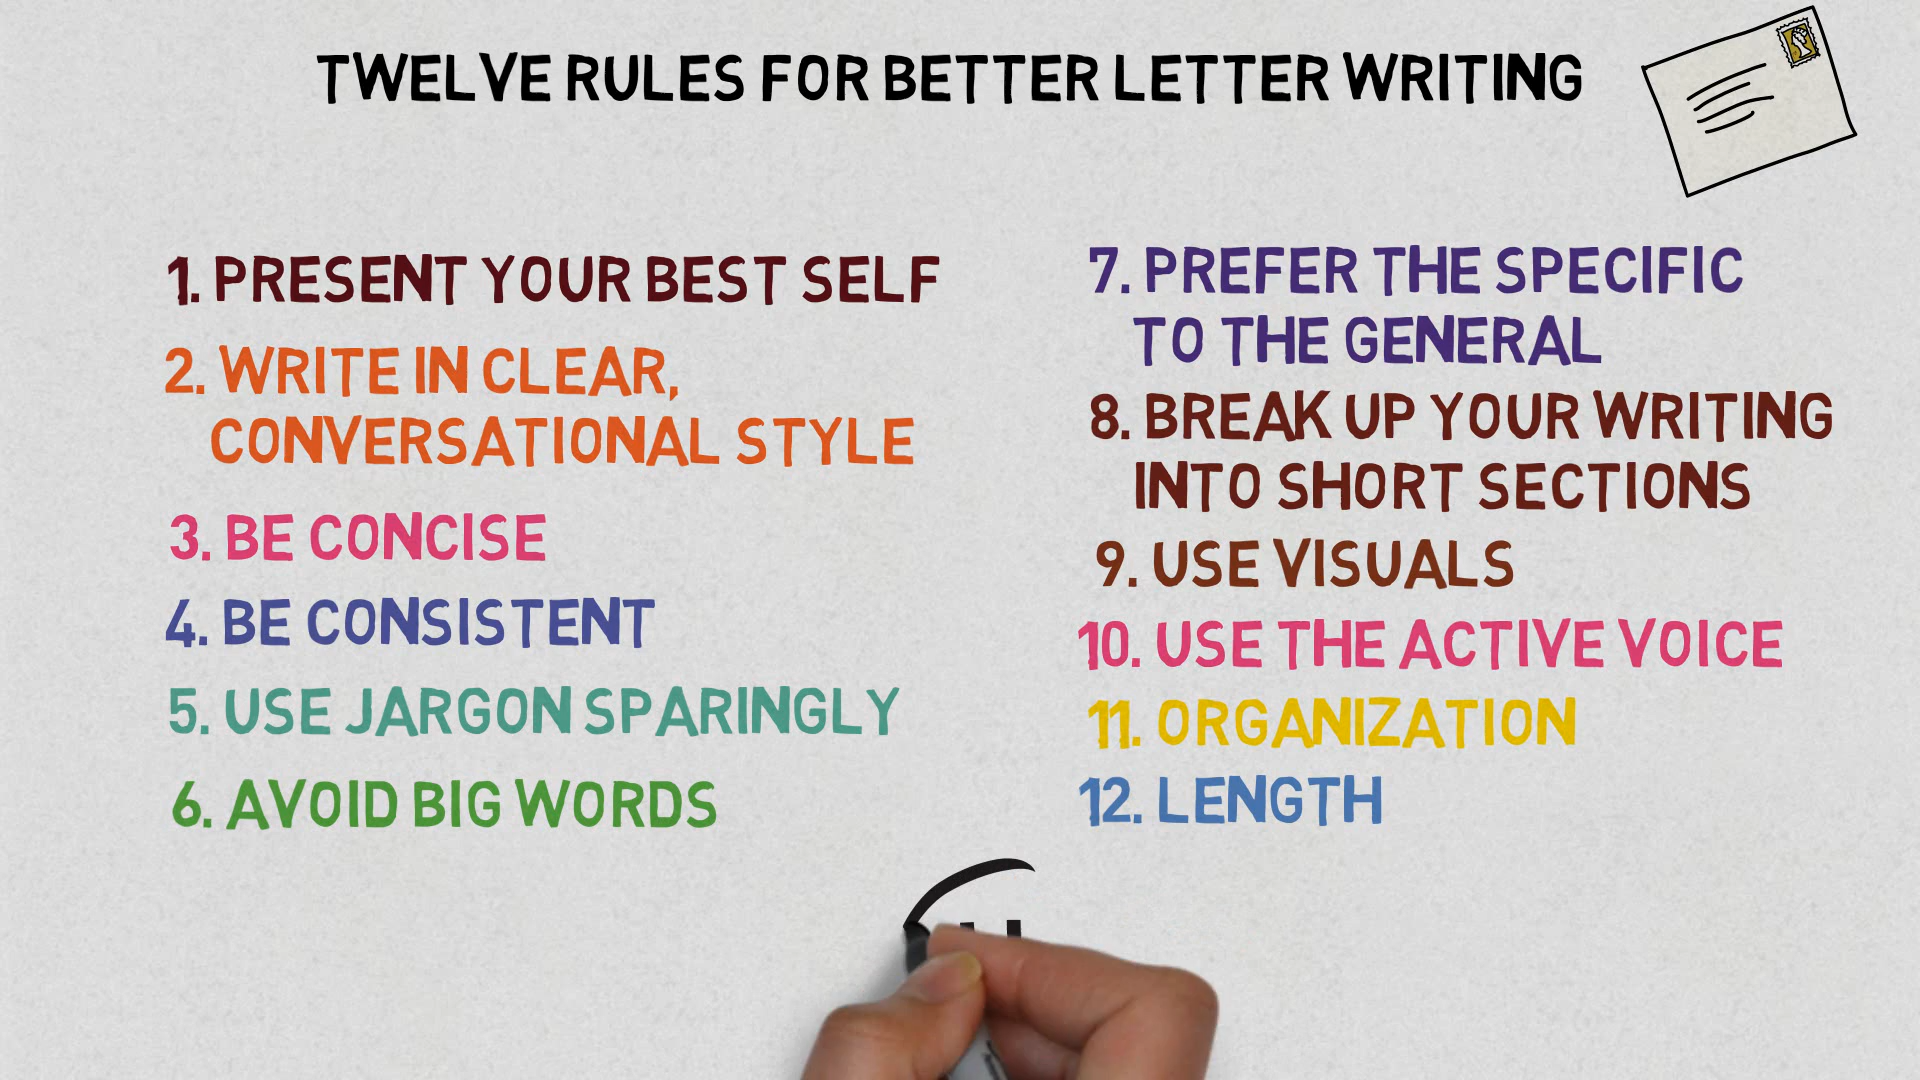 TWELVE RULES FOR BETTER LETTER WRITING
1. PRESENT YOUR BEST SELF
2. WRITE IN CLEAR,
CONVERSATIONAL STYLE
3. BE CONCISE
4. BE CONSISTENT
5. USE JARGON SPARINGLY
6. AVOID BIG WORDS
7. PREFER THE SPECIFIC
TO THE GENERAL
8. BREAK UP YOUR WRITING
INTO SHORT SECTIONS
9. USE VISUALS
10. USE THE ACTIVE VOICE
11. ORGANIZATION
12. LENGTH